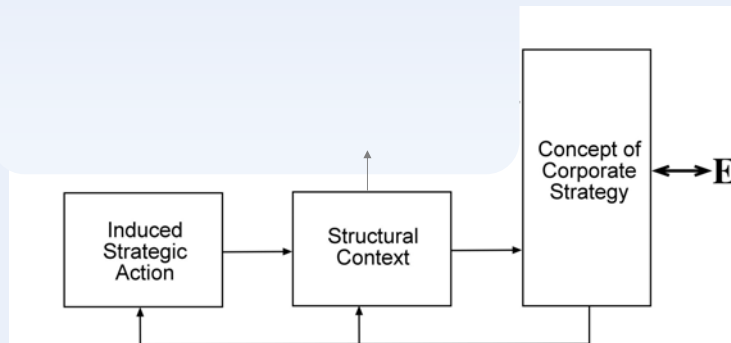 Induced
Strategic
Action
Structural
Context
Concept of
Corporate
Strategy
E